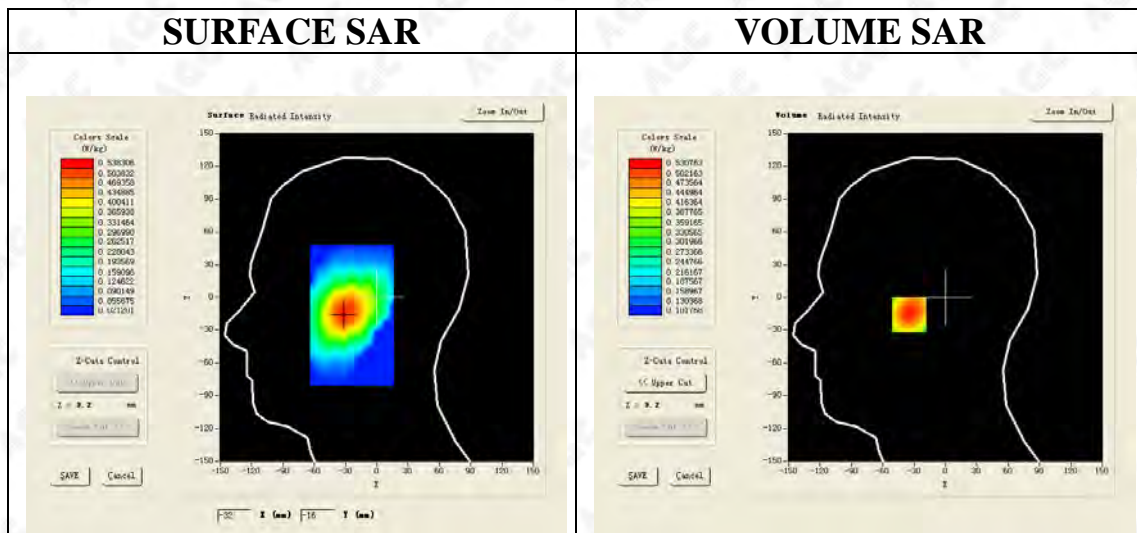 SURFACE SAR
VOLUME SAR
Surface Radiated Intensity
Zoom In/Out
Colors Scale
(W/kg)
0.538306
0.503832
0.469358
0.434885
0.400411
0.365938
0.331464
0.296990
0.262517
0.228043
0.193569
0.159096
0.124622
0.090149
0.055675
0.021201
150
120
90
60
30
0
-30
-60
-90
-120
-150
Y
-150 -120 -90 -60 -30 0 30 60 90 120 150
X
Z-Cuts Control
Z = 9.2 mm
SAVE Cancel
-32 X (mm) -16 Y (mm)
Volume Radiated Intensity
Zoom In/Out
Colors Scale
(W/kg)
0.530763
0.502163
0.473564
0.444964
0.416364
0.387765
0.359165
0.330565
0.301966
0.273366
0.244766
0.216167
0.187567
0.158967
0.130368
0.101768
150
120
90
60
30
0
-30
-60
-90
-120
-150
Y
-150 -120 -90 -60 -30 0 30 60 90 120 150
X
Z-Cuts Control
<< Upper Cut
Z = 9.2 mm
SAVE Cancel
AGC